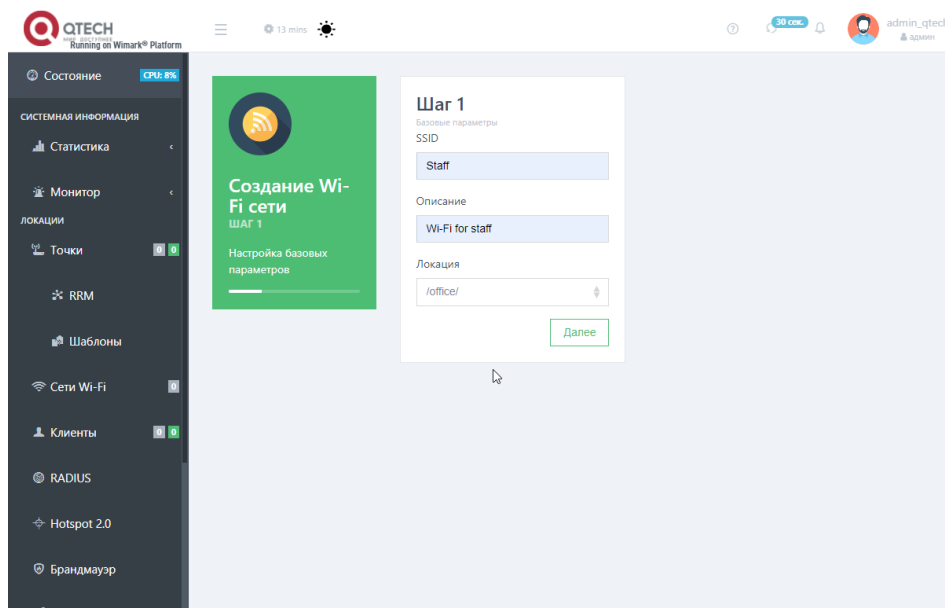 QTECH
МИР ДОСТУПНЕЕ
Running on Wimark® Platform
13 mins
30 сек.
admin_qtech
админ
Состояние
CPU: 8%
СИСТЕМНАЯ ИНФОРМАЦИЯ
Статистика
Монитор
ЛОКАЦИИ
Точки
0 0
RRM
Шаблоны
Сети Wi-Fi
0
Клиенты
0 0
RADIUS
Hotspot 2.0
Брандмауэр
Создание Wi-
Fi сети
ШАГ 1
Настройка базовых
параметров
Шаг 1
Базовые параметры
SSID
Staff
Описание
Wi-Fi for staff
Локация
/office/
Далее